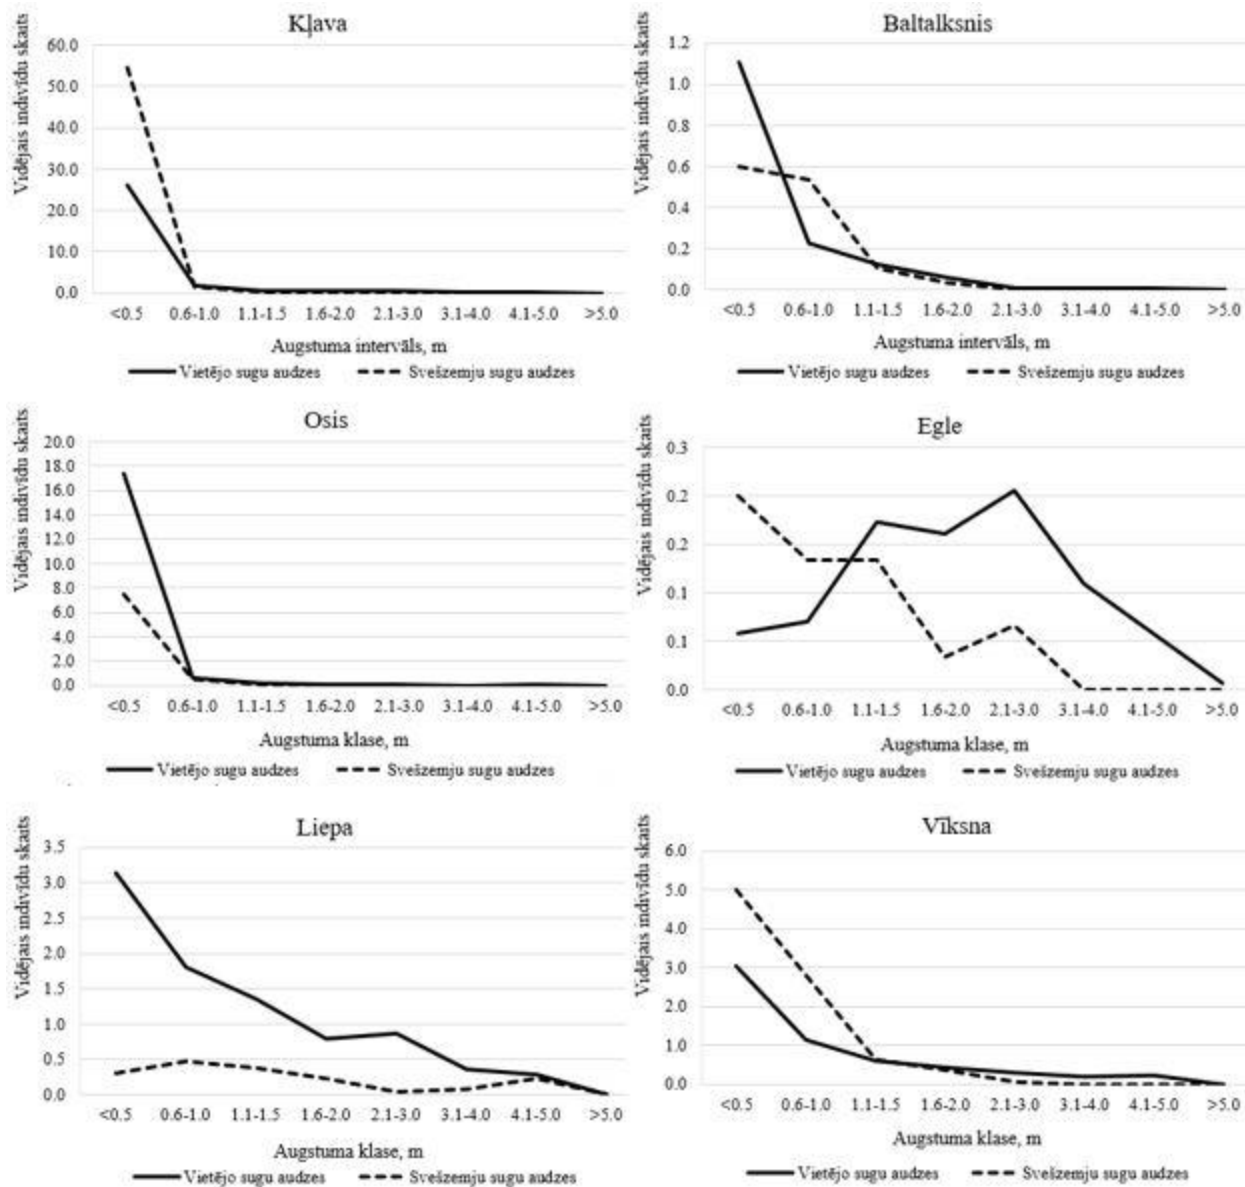 Kļava
Vidējais indivīdu skaits
60.0
50.0
40.0
30.0
20.0
10.0
0.0
<0.5 0.6-1.0 1.1-1.5 1.6-2.0 2.1-3.0 3.1-4.0 4.1-5.0 >5.0
Augstuma intervāls, m
Vietējo sugu audzes Svešzemju sugu audzes
Baltalksnis
Vidējais indivīdu skaits
1.2
1.0
0.8
0.6
0.4
0.2
0.0
<0.5 0.6-1.0 1.1-1.5 1.6-2.0 2.1-3.0 3.1-4.0 4.1-5.0 >5.0
Augstuma intervāls, m
Vietējo sugu audzes Svešzemju sugu audzes
Osis
Vidējais indivīdu skaits
20.0
18.0
16.0
14.0
12.0
10.0
8.0
6.0
4.0
2.0
0.0
<0.5 0.6-1.0 1.1-1.5 1.6-2.0 2.1-3.0 3.1-4.0 4.1-5.0 >5.0
Augstuma klase, m
Vietējo sugu audzes Svešzemju sugu audzes
Egle
Vidējais indivīdu skaits
0.3
0.2
0.2
0.1
0.1
0.0
<0.5 0.6-1.0 1.1-1.5 1.6-2.0 2.1-3.0 3.1-4.0 4.1-5.0 >5.0
Augstuma klase, m
Vietējo sugu audzes Svešzemju sugu audzes
Liepa
Vidējais indivīdu skaits
3.5
3.0
2.5
2.0
1.5
1.0
0.5
0.0
<0.5 0.6-1.0 1.1-1.5 1.6-2.0 2.1-3.0 3.1-4.0 4.1-5.0 >5.0
Augstuma klase, m
Vietējo sugu audzes Svešzemju sugu audzes
Vīksna
Vidējais indivīdu skaits
6.0
5.0
4.0
3.0
2.0
1.0
0.0
<0.5 0.6-1.0 1.1-1.5 1.6-2.0 2.1-3.0 3.1-4.0 4.1-5.0 >5.0
Augstuma klase, m
Vietējo sugu audzes Svešzemju sugu audzes